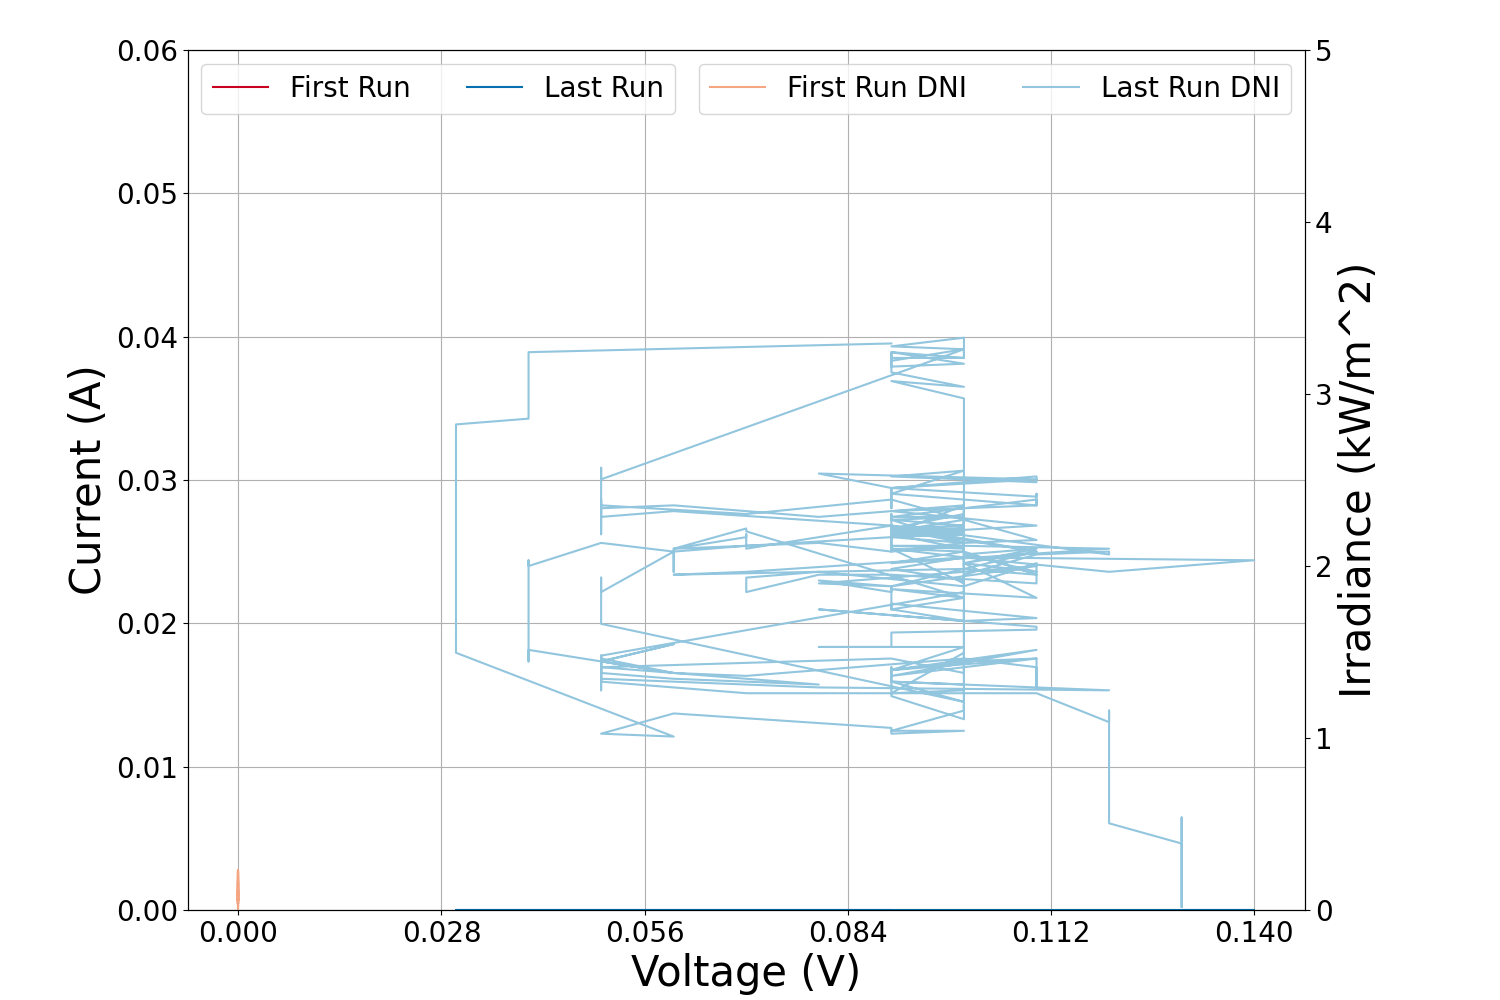 First Run
Last Run
First Run DNI
Last Run DNI
Current (A)
0.06
0.05
0.04
0.03
0.02
0.01
0.00
5
4
3
2
1
0
Irradiance (kW/m^2)
0.000
0.028
0.056
0.084
0.112
0.140
Voltage (V)